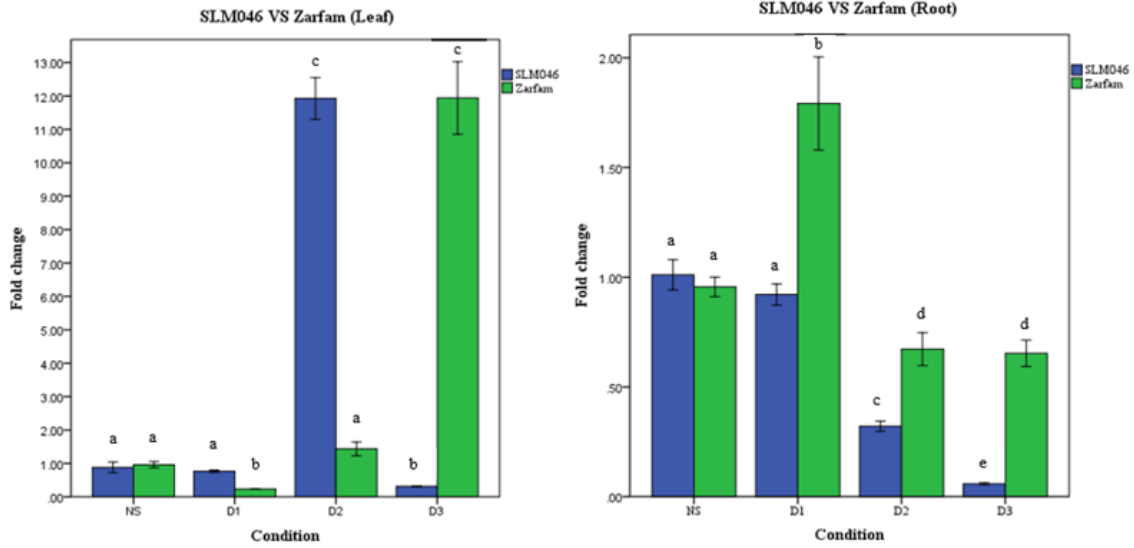 SLM046 VS Zarfam (Leaf)
13.00
12.00
11.00
10.00
9.00
8.00
7.00
6.00
5.00
4.00
3.00
2.00
1.00
.00
Fold change
a
a
a
b
c
a
b
c
NS
D1
D2
D3
Condition
SLM046
Zarfam
SLM046 VS Zarfam (Root)
2.00
1.50
1.00
.50
.00
Fold change
a
a
a
b
c
d
e
d
NS
D1
D2
D3
Condition
SLM046
Zarfam